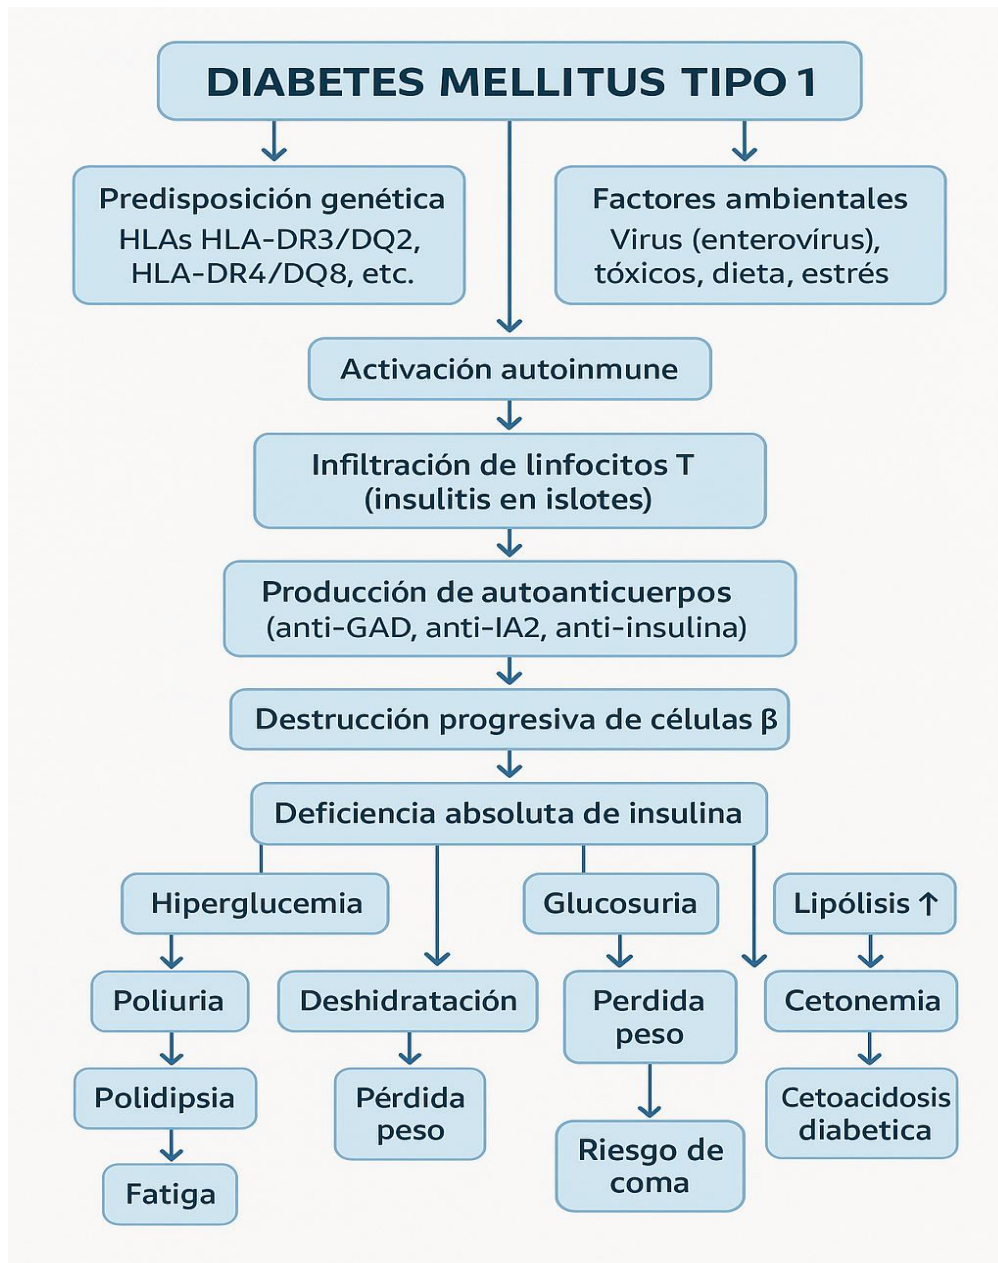 DIABETES MELLITUS TIPO 1
Predisposición genética
HLAs HLA-DR3/DQ2,
HLA-DR4/DQ8, etc.
Factores ambientales
Virus (enterovírus),
tóxicos, dieta, estrés
Activación autoinmune
Infiltración de linfocitos T
(insulitis en islotes)
Producción de autoanticuerpos
(anti-GAD, anti-IA2, anti-insulina)
Destrucción progresiva de células β
Deficiencia absoluta de insulina
Hiperglucemia
Glucosuria
Lipólisis ↑
Poliuria
Deshidratación
Perdida
peso
Cetonemia
Polidipsia
Pérdida
peso
Cetoacidosis
diabetica
Riesgo de
coma
Fatiga